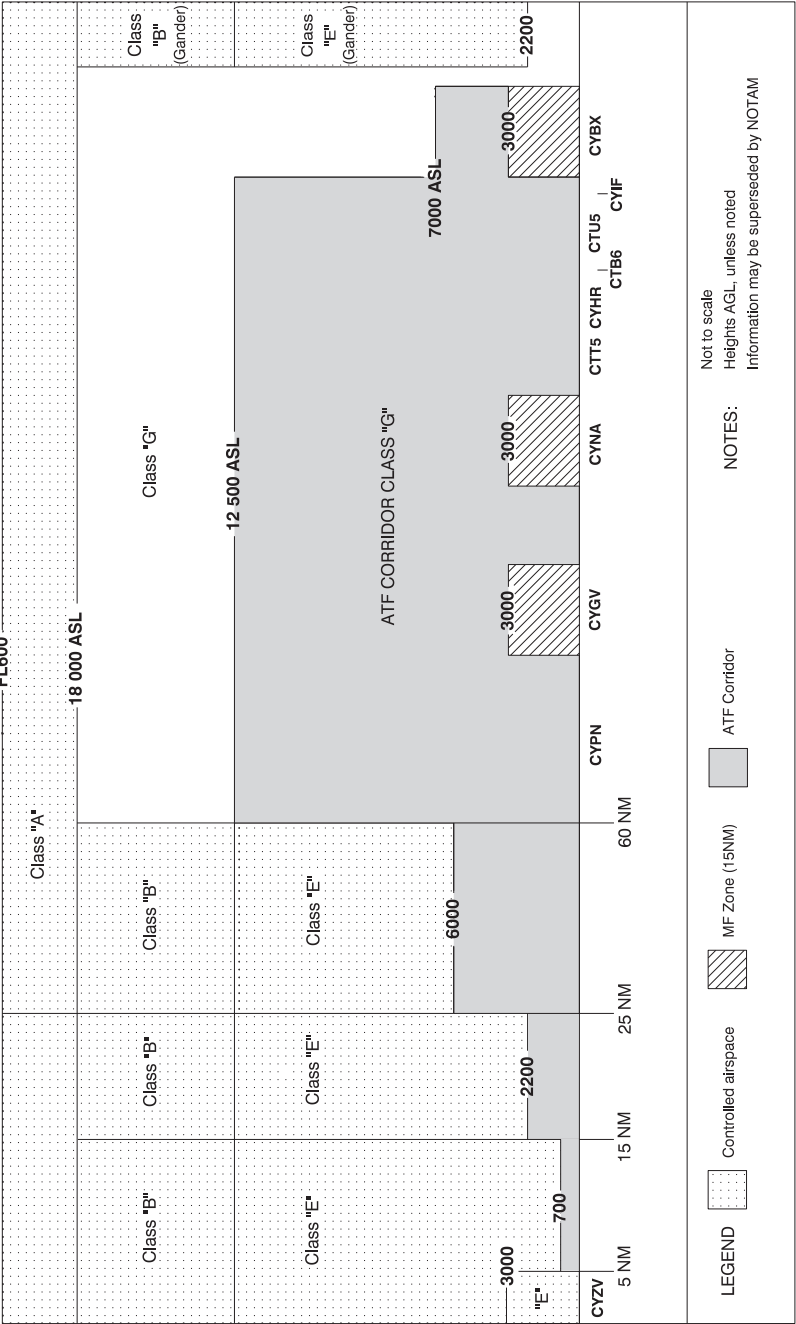 FL600
Class "A"
18 000 ASL
Class "B"
Class "B"
Class "B"
Class "G"
Class "B"
(Gander)
12 500 ASL
Class "E"
Class "E"
Class "E"
ATF CORRIDOR CLASS "G"
Class "E"
(Gander)
7000 ASL
6000
3000
"E"
700
2200
3000
3000
3000
2200
CYZV
CYPN
CYGV
CYNA
CTT5
CYHR
CTB6
CTU5
CYIF
CYBX
5 NM
15 NM
25 NM
60 NM
LEGEND
Controlled airspace
MF Zone (15NM)
ATF Corridor
NOTES:
Not to scale
Heights AGL, unless noted
Information may be superseded by NOTAM